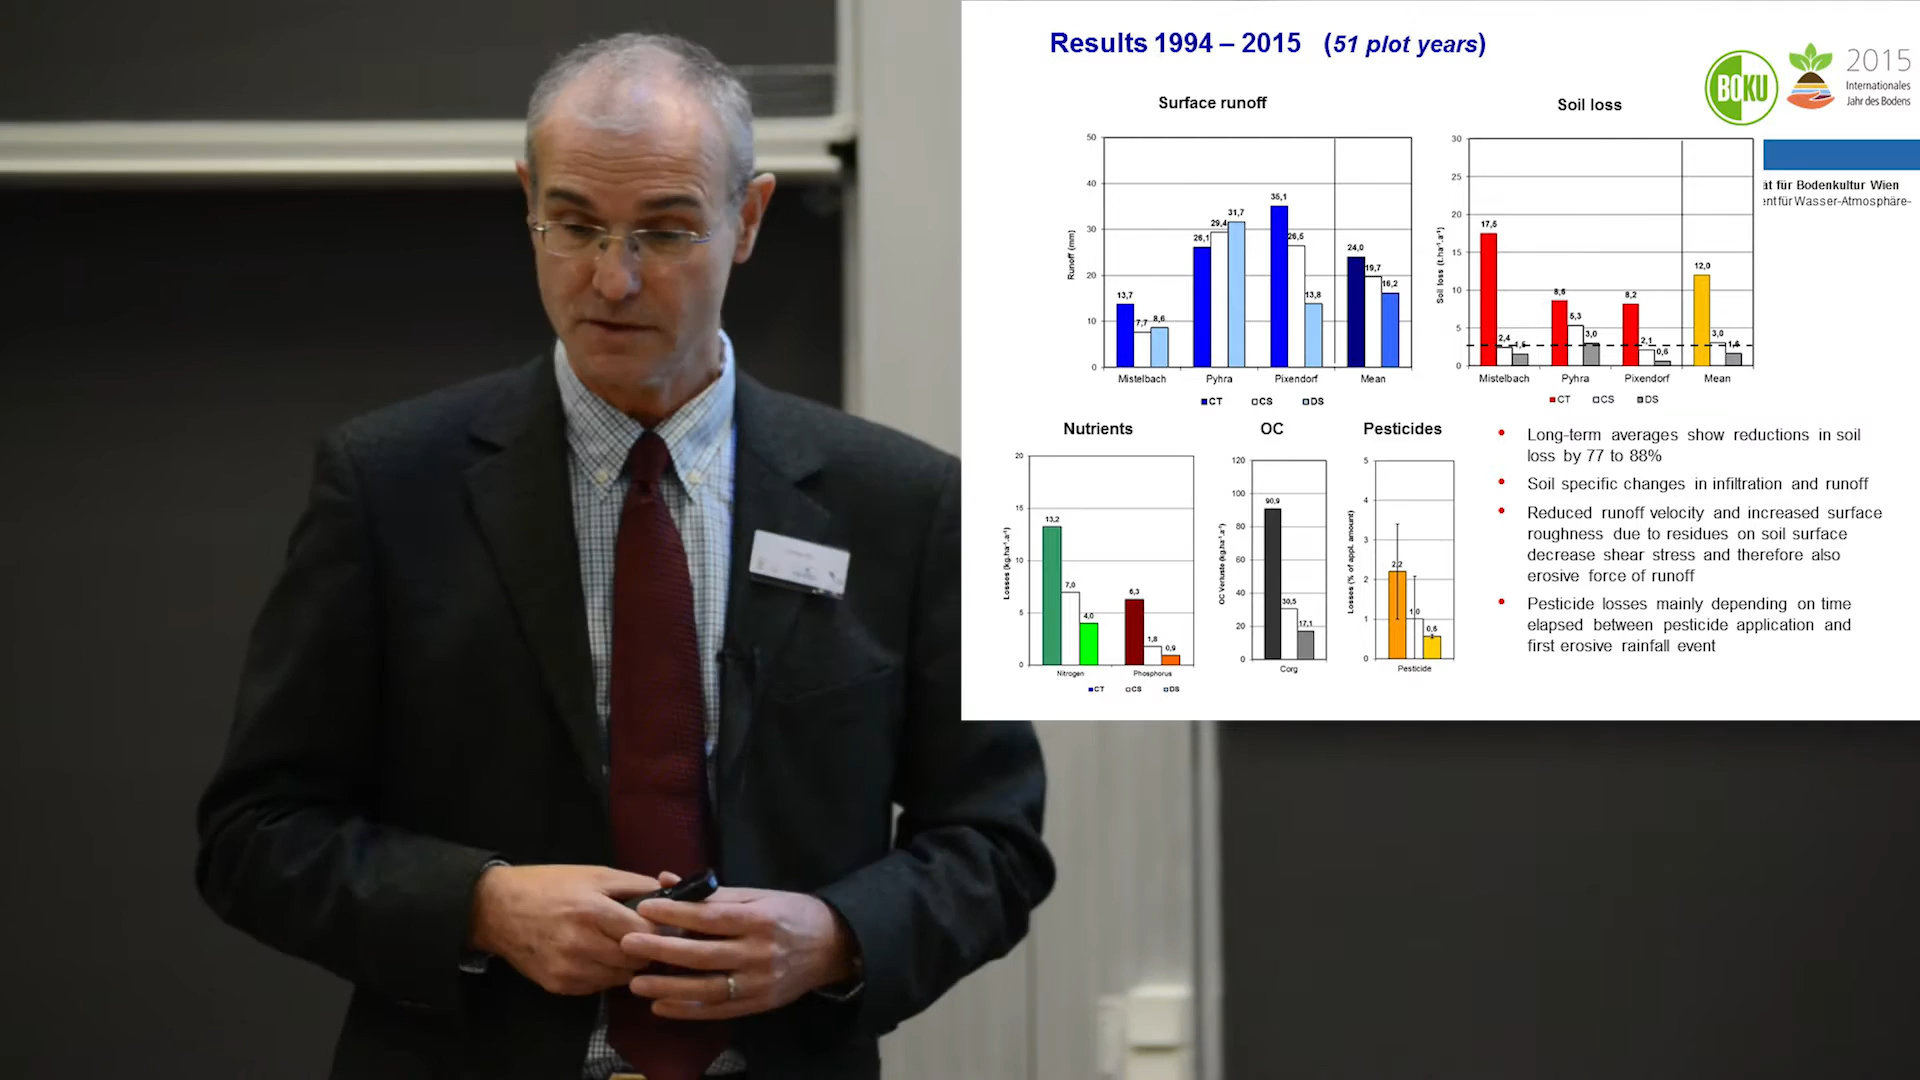 Results 1994 – 2015 (51 plot years)
BOKU
2015
Internationales
Jahr des Bodens
ät für Bodenkultur Wien
ent für Wasser-Atmosphäre-
Surface runoff
50
40
30
20
10
0
Runoff (mm)
13,7
7,7
8,6
26,1
29,4
31,7
35,1
26,5
13,8
24,0
19,7
16,2
Mistelbach Pyhra Pixendorf Mean
CT CS DS
Soil loss
30
25
20
15
10
5
0
Soil loss (t.ha⁻¹.a⁻¹)
17,5
2,4
8,6
5,3
3,0
8,2
2,1
0,6
12,0
3,0
Mistelbach Pyhra Pixendorf Mean
CT CS DS
Nutrients
20
15
10
5
0
Losses (kg.ha⁻¹.a⁻¹)
13,2
7,0
4,0
6,3
1,8
0,9
Nitrogen Phosphorus
CT CS DS
OC
120
100
80
60
40
20
0
OC Verluste (kg.ha⁻¹.a⁻¹)
90,9
30,5
17,1
Corg
Pesticides
5
4
3
2
1
0
Losses (% of appl. amount)
2,2
1,0
0,6
Pesticide
• Long-term averages show reductions in soil
loss by 77 to 88%
• Soil specific changes in infiltration and runoff
• Reduced runoff velocity and increased surface
roughness due to residues on soil surface
decrease shear stress and therefore also
erosive force of runoff
• Pesticide losses mainly depending on time
elapsed between pesticide application and
first erosive rainfall event